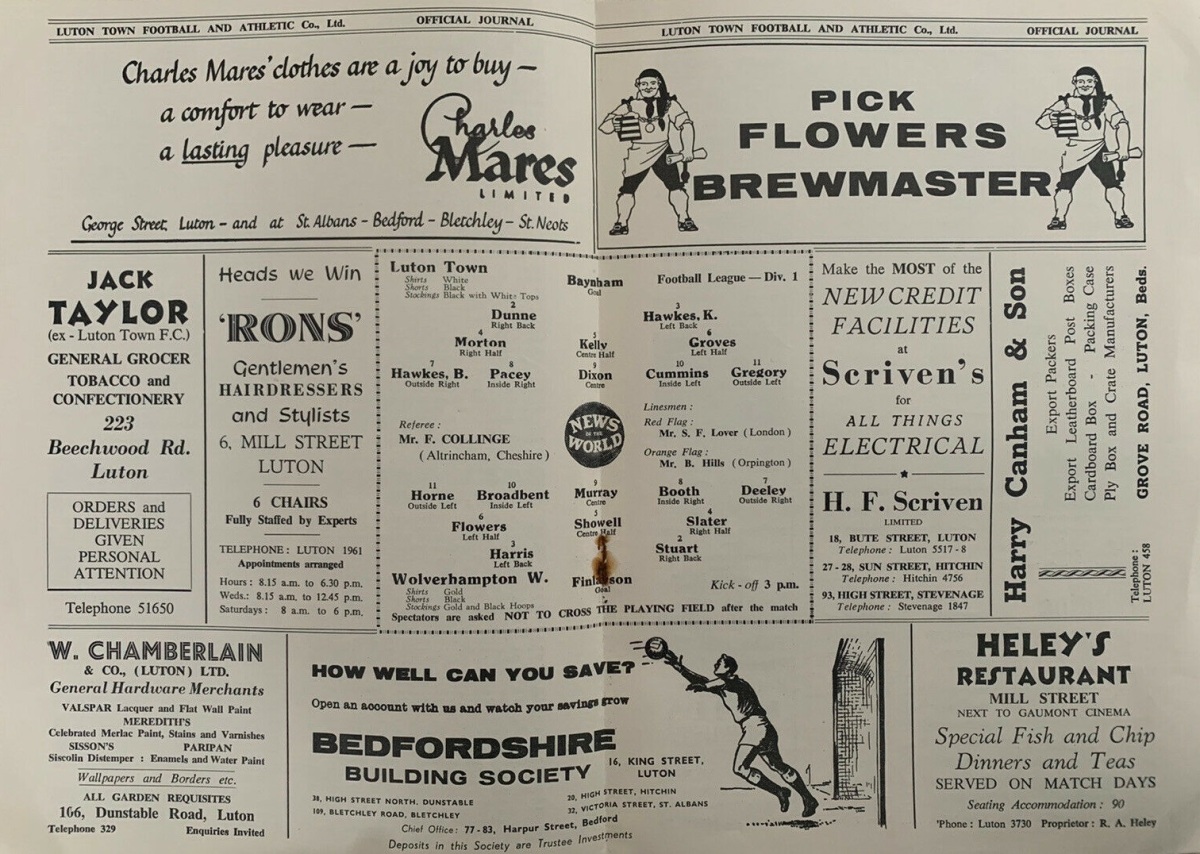 LUTON TOWN FOOTBALL AND ATHLETIC Co., Ltd. OFFICIAL JOURNAL
LUTON TOWN FOOTBALL AND ATHLETIC Co., Ltd. OFFICIAL JOURNAL
Charles Mares' clothes are a joy to buy —
a comfort to wear —
a lasting pleasure —
Charles
Mares
LIMITED
George Street, Luton - and at St. Albans - Bedford - Bletchley - St. Neots
PICK
FLOWERS
BREWMASTER
JACK
TAYLOR
(ex - Luton Town F.C.)
GENERAL GROCER
TOBACCO and
CONFECTIONERY
223
Beechwood Rd.
Luton
ORDERS and
DELIVERIES
GIVEN
PERSONAL
ATTENTION
Telephone 51650
Heads we Win
'RONS'
Gentlemen's
HAIRDRESSERS
and Stylists
6, MILL STREET
LUTON
6 CHAIRS
Fully Staffed by Experts
TELEPHONE: LUTON 1961
Appointments arranged
Hours: 8.15 a.m. to 6.30 p.m.
Weds.: 8.15 a.m. to 12.45 p.m.
Saturdays: 8 a.m. to 6 p.m.
Luton Town
Shirts White
Shorts Black
Stockings Black with White Tops
Baynham
Goal
Football League — Div. 1
2
Dunne
Right Back
3
Hawkes, K.
Left Back
4
Morton
Right Half
5
Kelly
Centre Half
6
Groves
Left Half
7
Hawkes, B.
Outside Right
8
Pacey
Inside Right
9
Dixon
Centre
10
Cummins
Inside Left
11
Gregory
Outside Left
Referee:
Mr. F. COLLINGE
(Altrincham, Cheshire)
NEWS
OF THE
WORLD
Linesmen:
Red Flag:
Mr. S. F. Lover (London)
Orange Flag:
Mr. B. Hills (Orpington)
11
Horne
Outside Left
10
Broadbent
Inside Left
9
Murray
Centre
8
Booth
Inside Right
7
Deeley
Outside Right
6
Flowers
Left Half
5
Showell
Centre Half
4
Slater
Right Half
3
Harris
Left Back
2
Stuart
Right Back
Wolverhampton W.
Shirts Gold
Shorts Black
Stockings Gold and Black Hoops
Finlayson
Goal
Kick - off 3 p.m.
Spectators are asked NOT TO CROSS THE PLAYING FIELD after the match
Make the MOST of the
NEW CREDIT
FACILITIES
at
Scriven's
for
ALL THINGS
ELECTRICAL
H. F. Scriven
LIMITED
18, BUTE STREET, LUTON
Telephone: Luton 5517 - 8
27-28, SUN STREET, HITCHIN
Telephone: Hitchin 4756
93, HIGH STREET, STEVENAGE
Telephone: Stevenage 1847
Harry Canham & Son
Export Packers
Export Leatherboard Post Boxes
Cardboard Box - Packing Case
Ply Box and Crate Manufacturers
GROVE ROAD, LUTON, Beds.
Telephone:
LUTON 458
W. CHAMBERLAIN
& CO., (LUTON) LTD.
General Hardware Merchants
VALSPAR Lacquer and Flat Wall Paint
MEREDITH'S
Celebrated Merlac Paint, Stains and Varnishes
SISSON'S PARIPAN
Siscolin Distemper : Enamels and Water Paint
Wallpapers and Borders etc.
ALL GARDEN REQUISITES
166, Dunstable Road, Luton
Telephone 329 Enquiries Invited
HOW WELL CAN YOU SAVE?
Open an account with us and watch your savings grow
BEDFORDSHIRE
BUILDING SOCIETY
16, KING STREET,
LUTON
38, HIGH STREET NORTH, DUNSTABLE
20, HIGH STREET, HITCHIN
109, BLETCHLEY ROAD, BLETCHLEY
32, VICTORIA STREET, ST. ALBANS
Chief Office: 77-83, Harpur Street, Bedford
Deposits in this Society are Trustee Investments
HELEY'S
RESTAURANT
MILL STREET
NEXT TO GAUMONT CINEMA
Special Fish and Chip
Dinners and Teas
SERVED ON MATCH DAYS
Seating Accommodation : 90
'Phone : Luton 3730 Proprietor : R. A. Heley